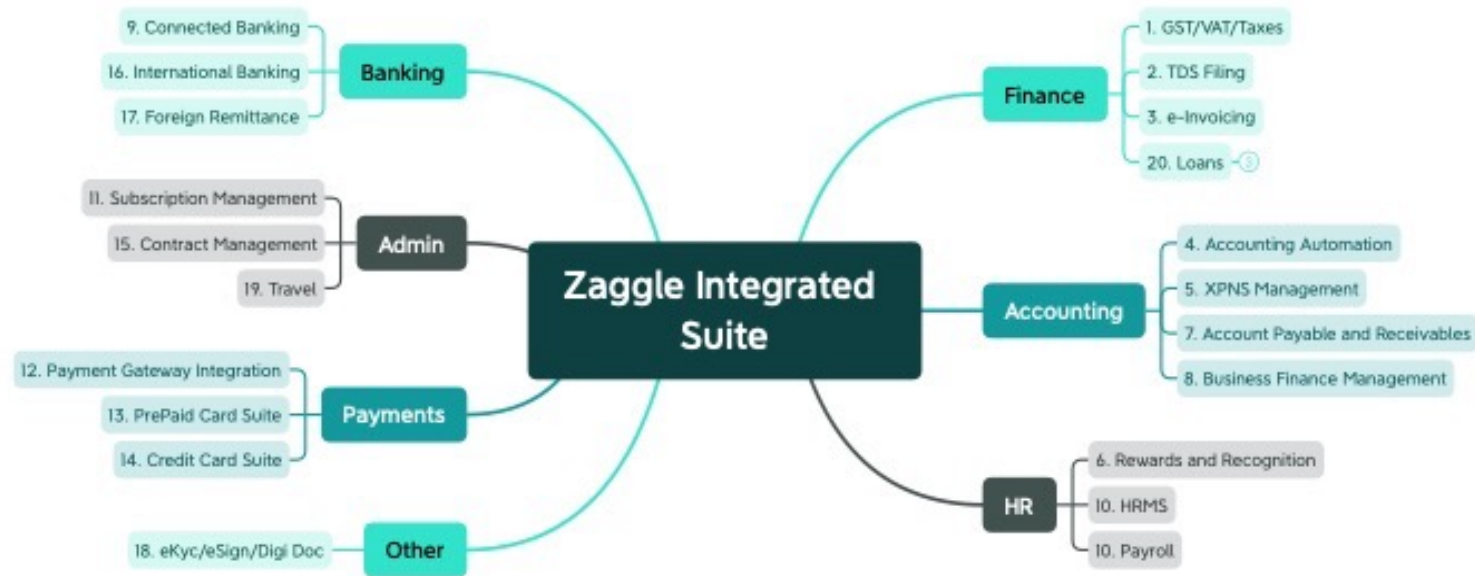 9. Connected Banking
16. International Banking
17. Foreign Remittance
Banking
11. Subscription Management
15. Contract Management
19. Travel
Admin
12. Payment Gateway Integration
13. PrePaid Card Suite
14. Credit Card Suite
Payments
18. eKyc/eSign/Digi Doc
Other
Zaggle Integrated
Suite
Finance
1. GST/VAT/Taxes
2. TDS Filing
3. e-Invoicing
20. Loans
3
Accounting
4. Accounting Automation
5. XPNS Management
7. Account Payable and Receivables
8. Business Finance Management
HR
6. Rewards and Recognition
10. HRMS
10. Payroll